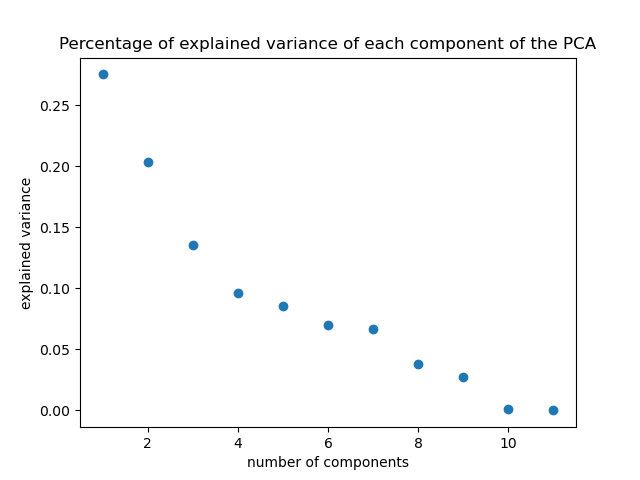 Percentage of explained variance of each component of the PCA
0.25
0.20
0.15
0.10
0.05
0.00
explained variance
2 4 6 8 10
number of components